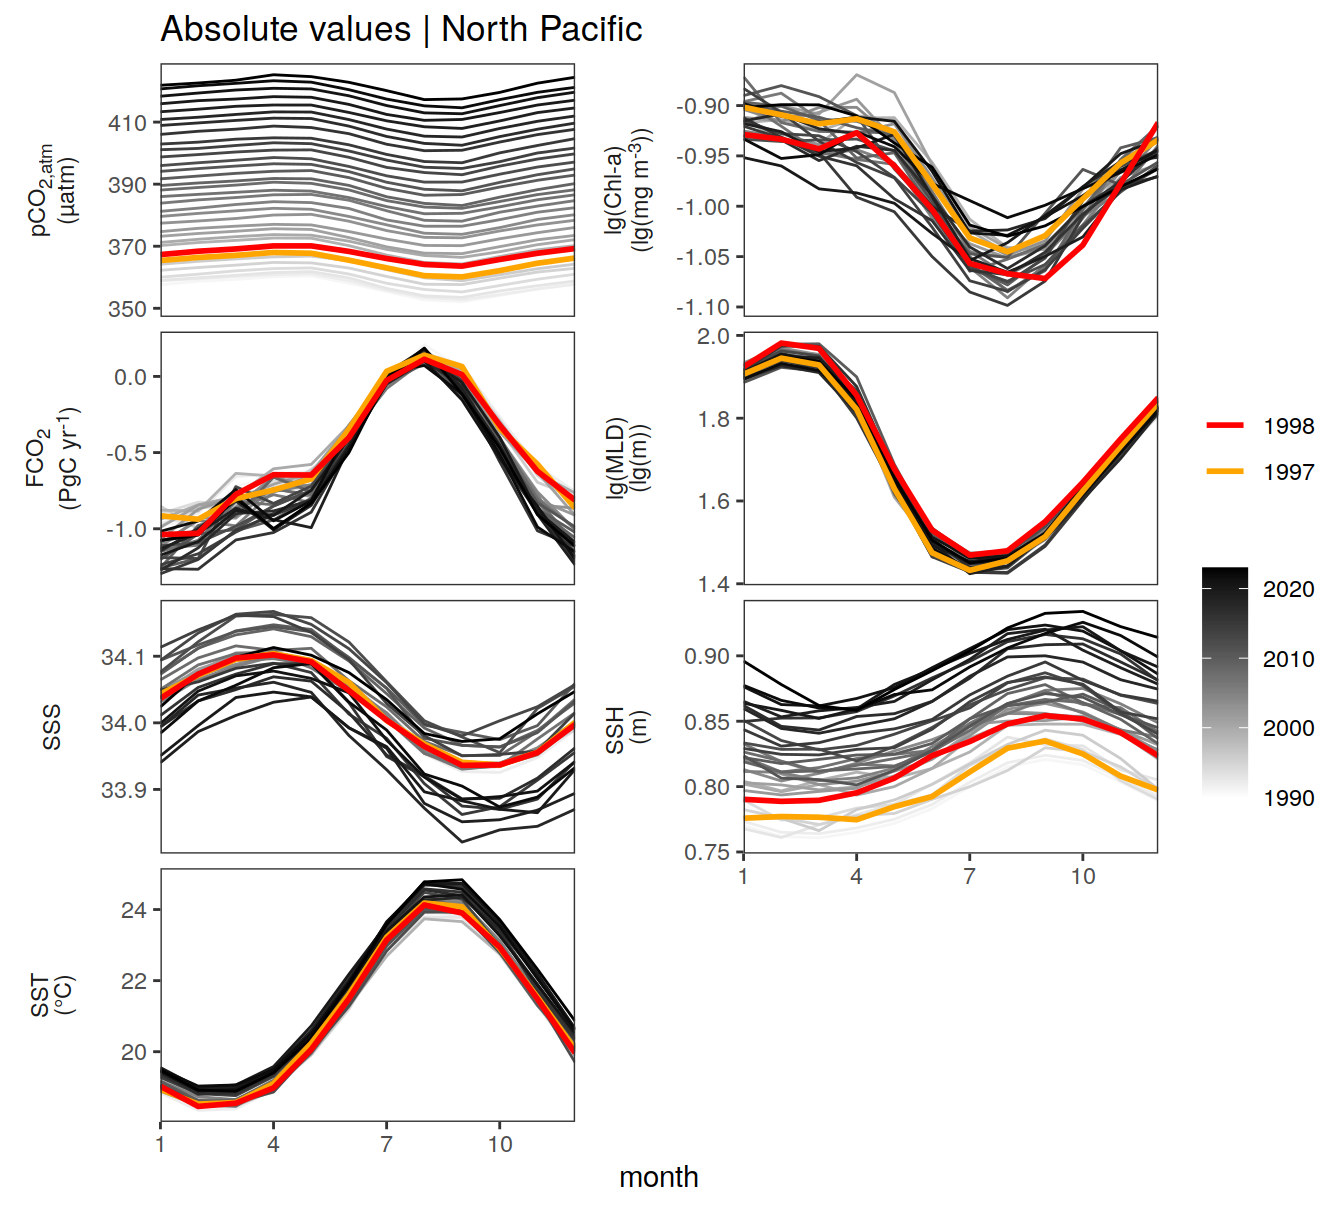 Absolute values | North Pacific
pCO2,atm
(µatm)
410
390
370
350
lg(Chl-a)
(lg(mg m-3))
-0.90
-0.95
-1.00
-1.05
-1.10
FCO2
(PgC yr-1)
0.0
-0.5
-1.0
lg(MLD)
(lg(m))
2.0
1.8
1.6
1.4
1998
1997
SSS
34.1
34.0
33.9
SSH
(m)
0.90
0.85
0.80
0.75
1 4 7 10
2020
2010
2000
1990
SST
(°C)
24
22
20
1 4 7 10
month